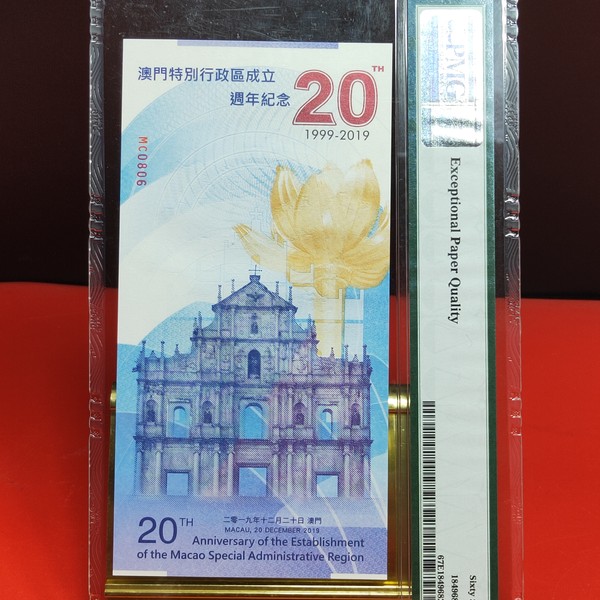 澳門特別行政區成立
週年紀念 20TH
1999-2019
MC0806
20TH
二零一九年十二月二十日 澳門
MACAU, 20 DECEMBER 2019
Anniversary of the Establishment
of the Macao Special Administrative Region
PMG
Exceptional Paper Quality
Sixty